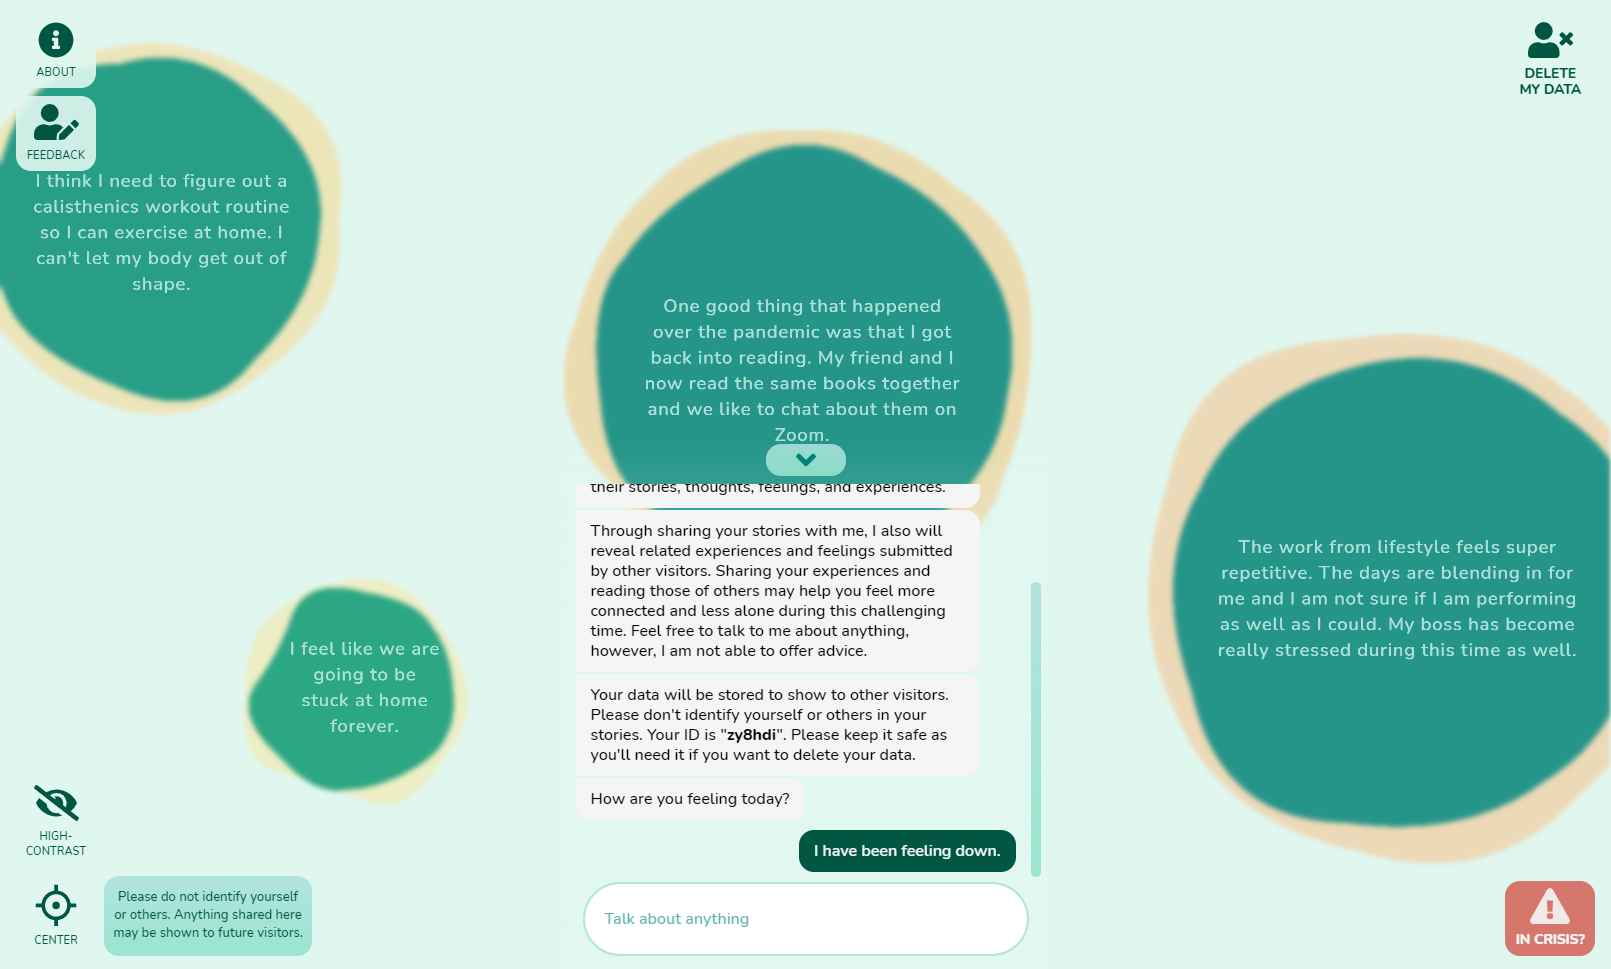 ABOUT
FEEDBACK
I think I need to figure out a
calisthenics workout routine
so I can exercise at home. I
can't let my body get out of
shape.
DELETE
MY DATA
One good thing that happened
over the pandemic was that I got
back into reading. My friend and I
now read the same books together
and we like to chat about them on
Zoom.
their stories, thoughts, feelings, and experiences.
Through sharing your stories with me, I also will
reveal related experiences and feelings submitted
by other visitors. Sharing your experiences and
reading those of others may help you feel more
connected and less alone during this challenging
time. Feel free to talk to me about anything,
however, I am not able to offer advice.
Your data will be stored to show to other visitors.
Please don't identify yourself or others in your
stories. Your ID is "zy8hdi". Please keep it safe as
you'll need it if you want to delete your data.
How are you feeling today?
I have been feeling down.
Talk about anything
The work from lifestyle feels super
repetitive. The days are blending in for
me and I am not sure if I am performing
as well as I could. My boss has become
really stressed during this time as well.
I feel like we are
going to be
stuck at home
forever.
HIGH-
CONTRAST
CENTER
Please do not identify yourself
or others. Anything shared here
may be shown to future visitors.
IN CRISIS?